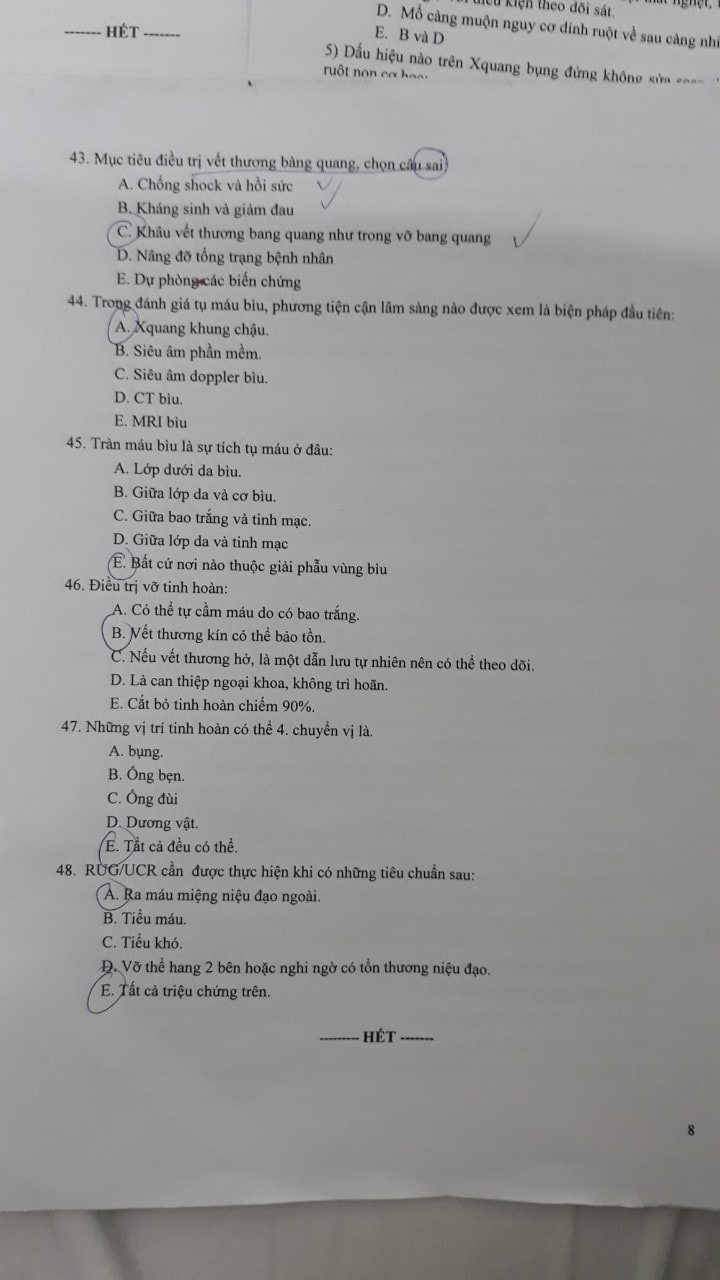 ------- HẾT -------
kiện theo dõi sát.
D. Mổ càng muộn nguy cơ dính ruột về sau càng
E. B và D
5) Dấu hiệu nào trên Xquang bụng đứng không
ruột non cơ học:
43. Mục tiêu điều trị vết thương bàng quang, chọn câu sai
A. Chống shock và hồi sức
B. Kháng sinh và giảm đau
C. Khâu vết thương bang quang như trong vỡ bang quang
D. Nâng đỡ tổng trạng bệnh nhân
E. Dự phòng các biến chứng
44. Trong đánh giá tụ máu bìu, phương tiện cận lâm sàng nào được xem là biện pháp đầu tiên:
A. Xquang khung chậu.
B. Siêu âm phần mềm.
C. Siêu âm doppler bìu.
D. CT bìu.
E. MRI bìu
45. Tràn máu bìu là sự tích tụ máu ở đâu:
A. Lớp dưới da bìu.
B. Giữa lớp da và cơ bìu.
C. Giữa bao trắng và tinh mạc.
D. Giữa lớp da và tinh mạc
E. Bất cứ nơi nào thuộc giải phẫu vùng bìu
46. Điều trị vỡ tinh hoàn:
A. Có thể tự cầm máu do có bao trắng.
B. Vết thương kín có thể bảo tồn.
C. Nếu vết thương hở, là một dẫn lưu tự nhiên nên có thể theo dõi.
D. Là can thiệp ngoại khoa, không trì hoãn.
E. Cắt bỏ tinh hoàn chiếm 90%.
47. Những vị trí tinh hoàn có thể 4. chuyển vị là.
A. bụng.
B. Ống bẹn.
C. Ống đùi
D. Dương vật.
E. Tất cả đều có thể.
48. RUG/UCR cần được thực hiện khi có những tiêu chuẩn sau:
A. Ra máu miệng niệu đạo ngoài.
B. Tiểu máu.
C. Tiểu khó.
D. Vỡ thể hang 2 bên hoặc nghi ngờ có tổn thương niệu đạo.
E. Tất cả triệu chứng trên.
--------- HẾT -------
8